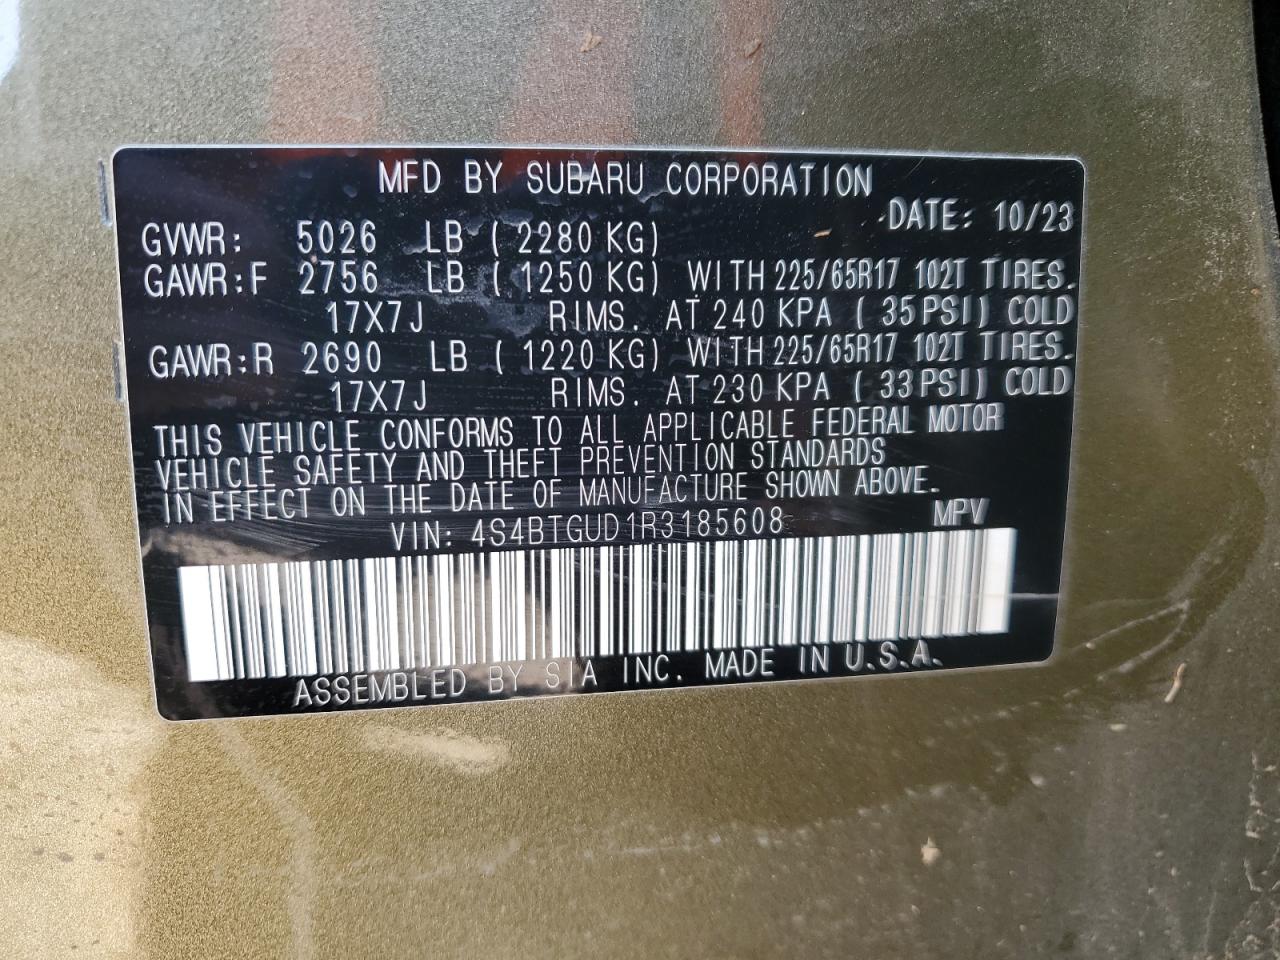 MFD BY SUBARU CORPORATION
DATE: 10/23
GVWR: 5026 LB ( 2280 KG)
GAWR:F 2756 LB ( 1250 KG) WITH 225/65R17 102T TIRES.
17X7J RIMS. AT 240 KPA ( 35 PSI) COLD
GAWR:R 2690 LB ( 1220 KG) WITH 225/65R17 102T TIRES.
17X7J RIMS. AT 230 KPA ( 33 PSI) COLD
THIS VEHICLE CONFORMS TO ALL APPLICABLE FEDERAL MOTOR
VEHICLE SAFETY AND THEFT PREVENTION STANDARDS
IN EFFECT ON THE DATE OF MANUFACTURE SHOWN ABOVE.
VIN: 4S4BTGUD1R3185608 MPV
ASSEMBLED BY SIA INC. MADE IN U.S.A.